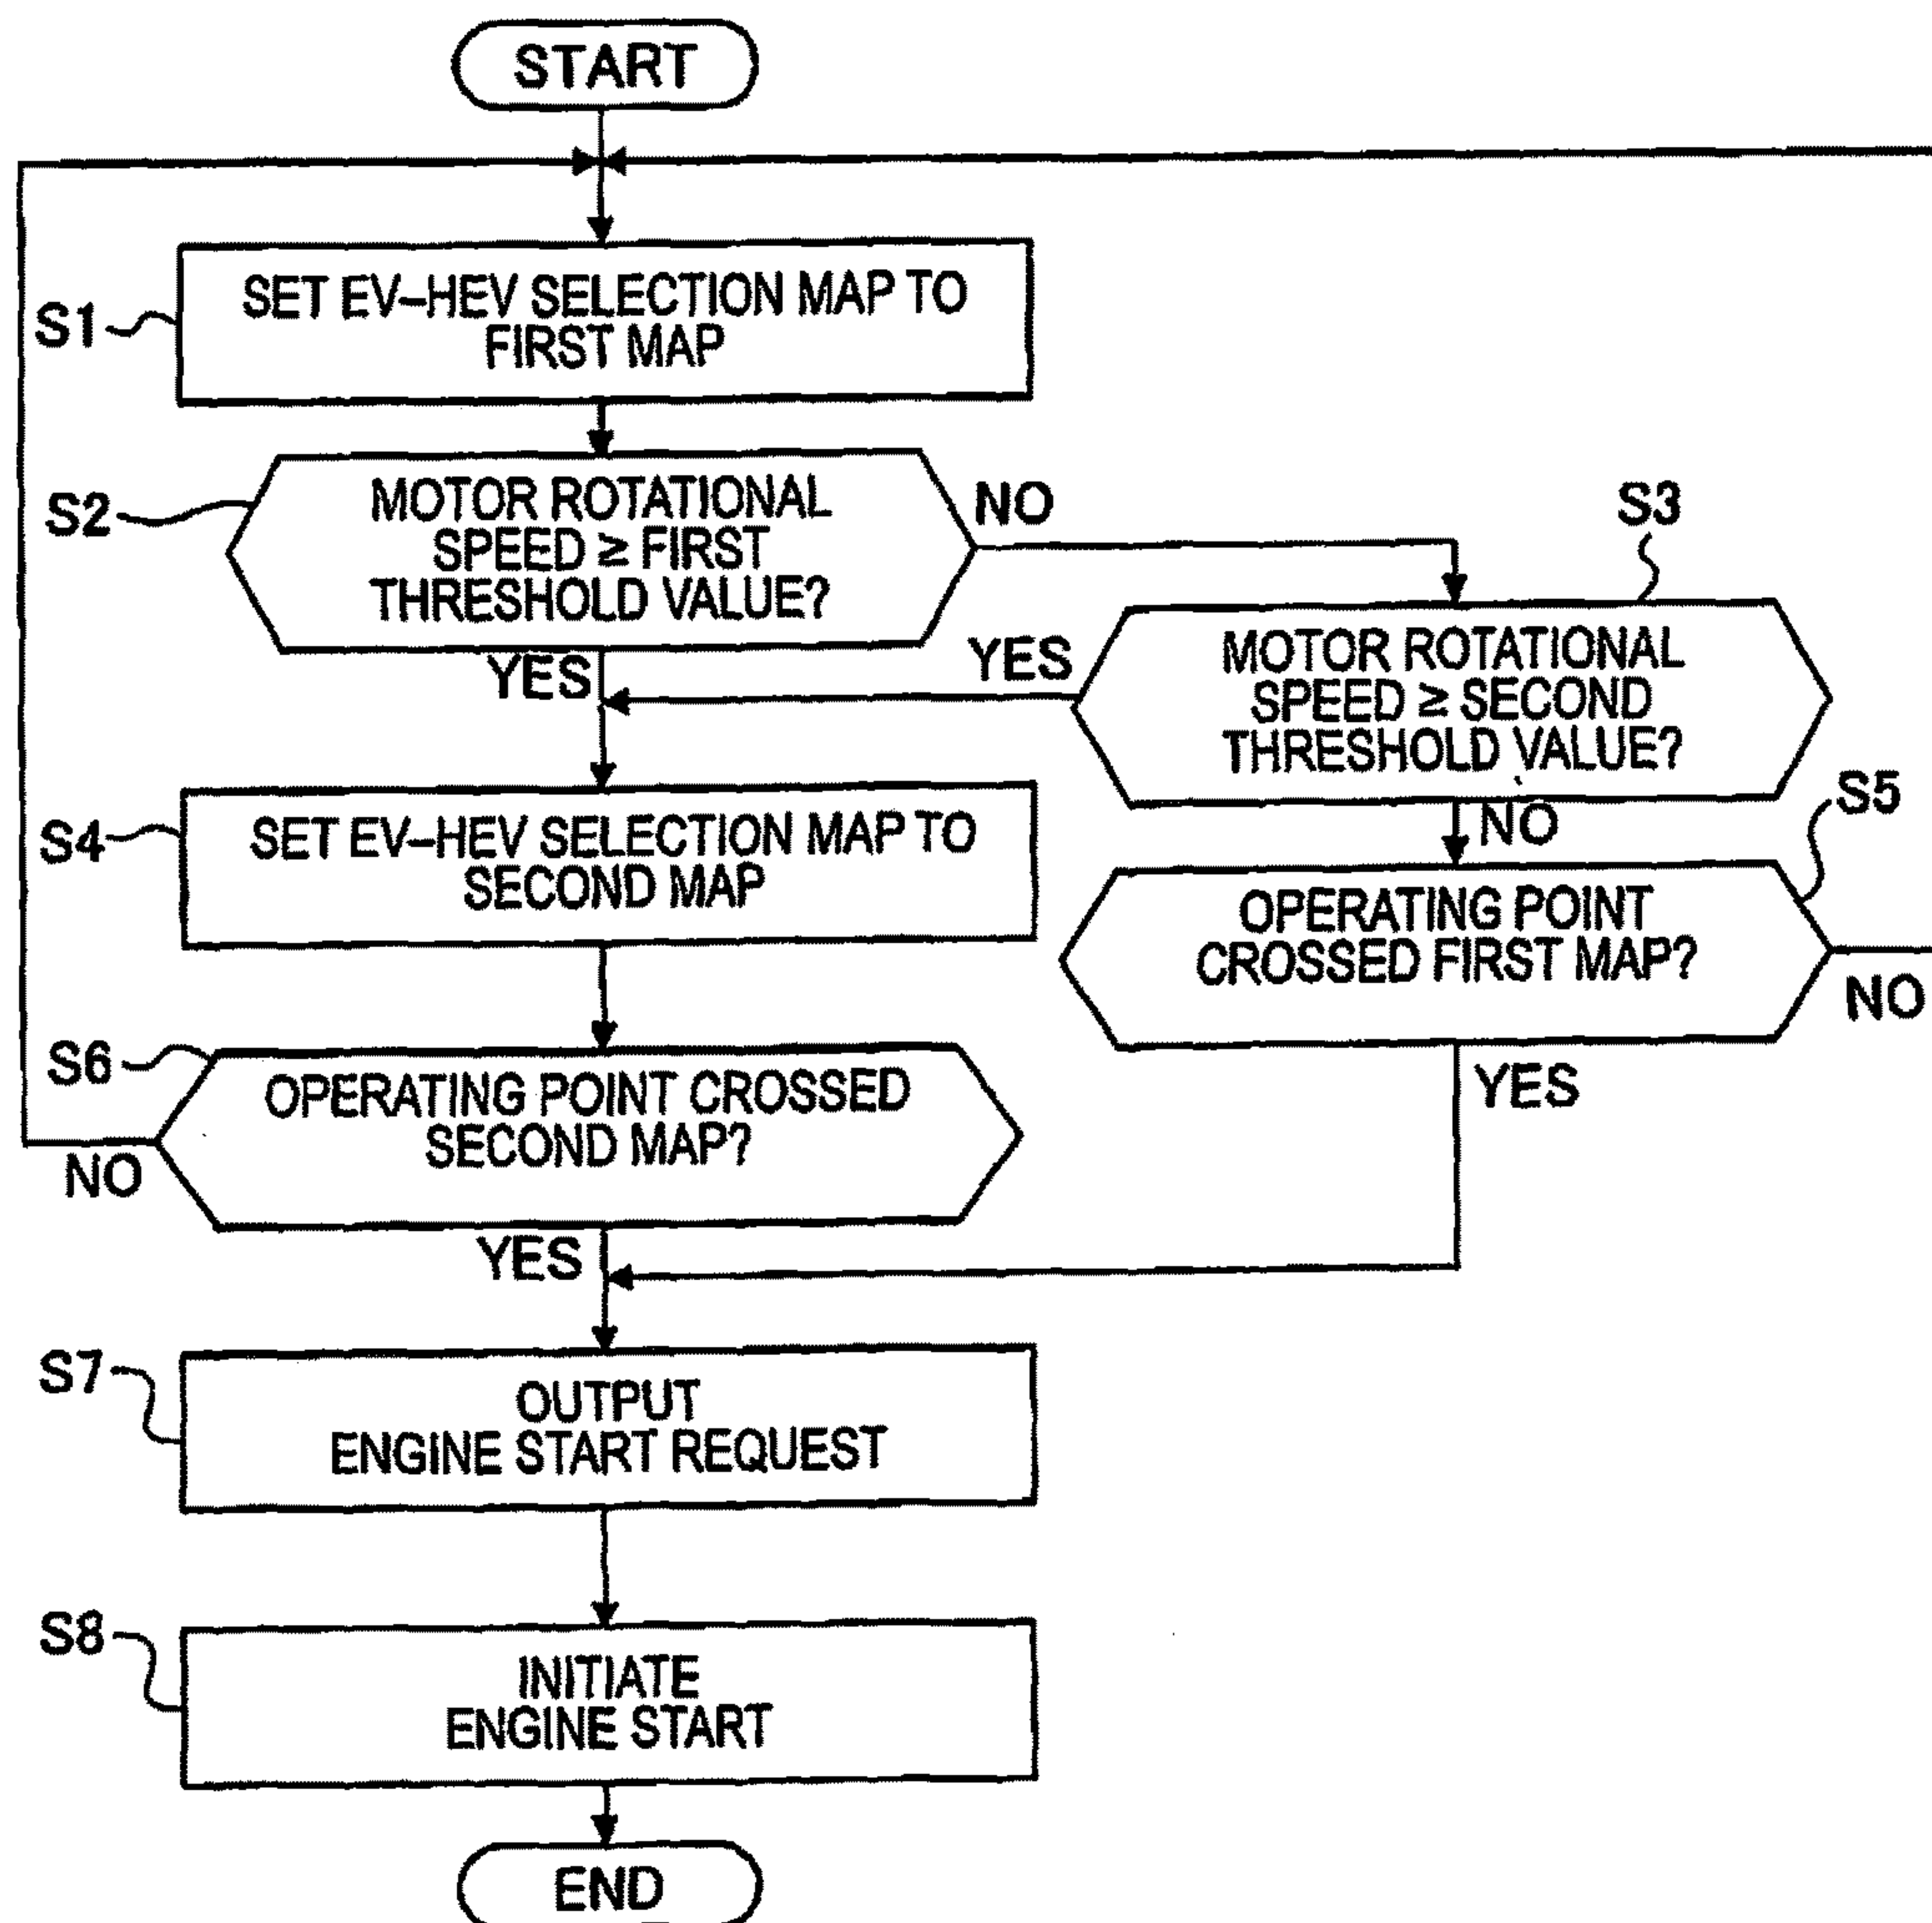 START
S1
SET EV–HEV SELECTION MAP TO
FIRST MAP
S2
MOTOR ROTATIONAL
SPEED ≥ FIRST
THRESHOLD VALUE?
NO
YES
S3
MOTOR ROTATIONAL
SPEED ≥ SECOND
THRESHOLD VALUE?
YES
NO
S4
SET EV–HEV SELECTION MAP TO
SECOND MAP
S5
OPERATING POINT
CROSSED FIRST MAP?
NO
YES
S6
OPERATING POINT CROSSED
SECOND MAP?
NO
YES
S7
OUTPUT
ENGINE START REQUEST
S8
INITIATE
ENGINE START
END